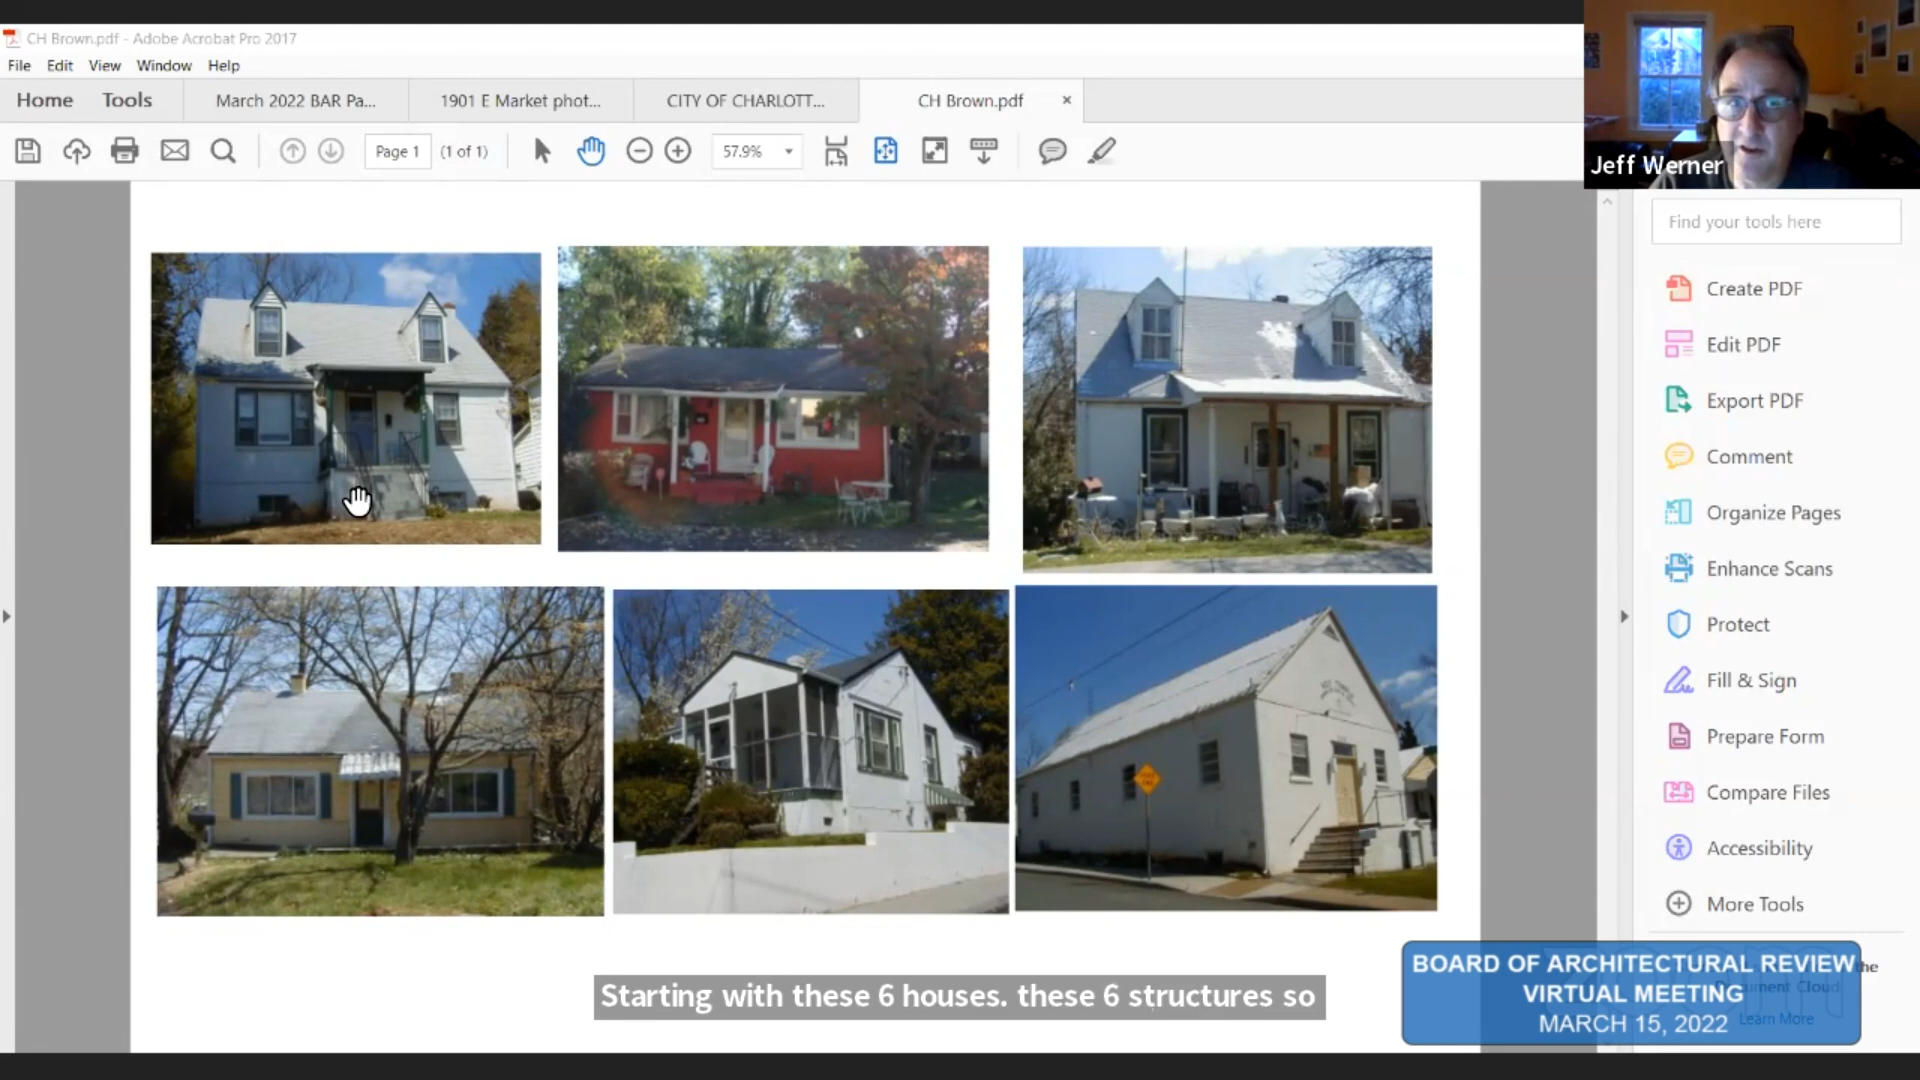 CH Brown.pdf - Adobe Acrobat Pro 2017
File Edit View Window Help
Home Tools March 2022 BAR Pa... 1901 E Market phot... CITY OF CHARLOTT... CH Brown.pdf ×
Page 1 (1 of 1) 57.9%
Jeff Werner
Find your tools here
Create PDF
Edit PDF
Export PDF
Comment
Organize Pages
Enhance Scans
Protect
Fill & Sign
Prepare Form
Compare Files
Accessibility
More Tools
Starting with these 6 houses. these 6 structures so
BOARD OF ARCHITECTURAL REVIEW the
VIRTUAL MEETING Cloud
MARCH 15, 2022 Learn More